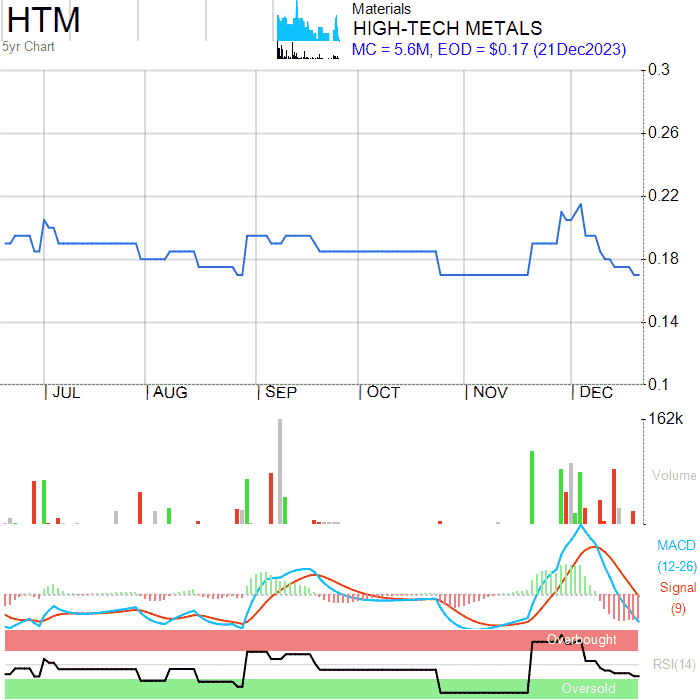 HTM
5yr Chart
Materials
HIGH-TECH METALS
MC = 5.6M, EOD = $0.17 (21Dec2023)
0.3
0.26
0.22
0.18
0.14
0.1
JUL AUG SEP OCT NOV DEC
162k
Volume
MACD
(12-26)
Signal
(9)
Overbought
RSI(14)
Oversold